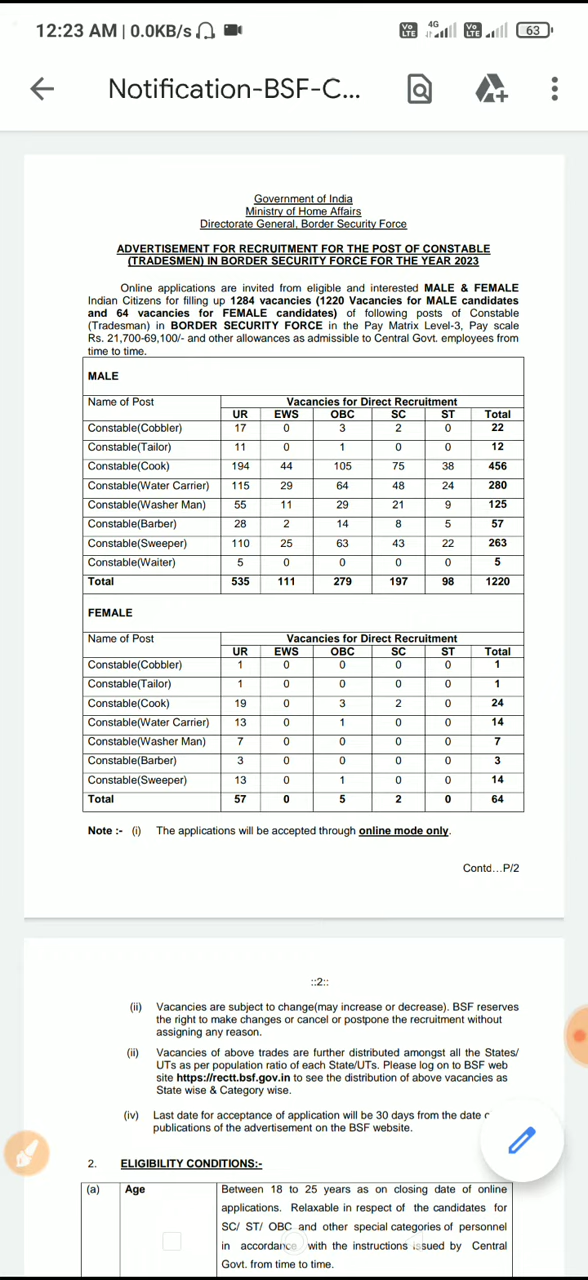 12:23 AM | 0.0KB/s
Vo LTE 4G Vo LTE 63
Notification-BSF-C...
Government of India
Ministry of Home Affairs
Directorate General, Border Security Force
ADVERTISEMENT FOR RECRUITMENT FOR THE POST OF CONSTABLE
(TRADESMEN) IN BORDER SECURITY FORCE FOR THE YEAR 2023
Online applications are invited from eligible and interested MALE & FEMALE
Indian Citizens for filling up 1284 vacancies (1220 Vacancies for MALE candidates
and 64 vacancies for FEMALE candidates) of following posts of Constable
(Tradesman) in BORDER SECURITY FORCE in the Pay Matrix Level-3, Pay scale
Rs. 21,700-69,100/- and other allowances as admissible to Central Govt. employees from
time to time.
MALE
Name of Post Vacancies for Direct Recruitment
UR EWS OBC SC ST Total
Constable(Cobbler) 17 0 3 2 0 22
Constable(Tailor) 11 0 1 0 0 12
Constable(Cook) 194 44 105 75 38 456
Constable(Water Carrier) 115 29 64 48 24 280
Constable(Washer Man) 55 11 29 21 9 125
Constable(Barber) 28 2 14 8 5 57
Constable(Sweeper) 110 25 63 43 22 263
Constable(Waiter) 5 0 0 0 0 5
Total 535 111 279 197 98 1220
FEMALE
Name of Post Vacancies for Direct Recruitment
UR EWS OBC SC ST Total
Constable(Cobbler) 1 0 0 0 0 1
Constable(Tailor) 1 0 0 0 0 1
Constable(Cook) 19 0 3 2 0 24
Constable(Water Carrier) 13 0 1 0 0 14
Constable(Washer Man) 7 0 0 0 0 7
Constable(Barber) 3 0 0 0 0 3
Constable(Sweeper) 13 0 1 0 0 14
Total 57 0 5 2 0 64
Note :- (i) The applications will be accepted through online mode only.
Contd...P/2
::2::
(ii) Vacancies are subject to change(may increase or decrease). BSF reserves
the right to make changes or cancel or postpone the recruitment without
assigning any reason.
(ii) Vacancies of above trades are further distributed amongst all the States/
UTs as per population ratio of each State/UTs. Please log on to BSF web
site https://rectt.bsf.gov.in to see the distribution of above vacancies as
State wise & Category wise.
(iv) Last date for acceptance of application will be 30 days from the date
publications of the advertisement on the BSF website.
2. ELIGIBILITY CONDITIONS:-
(a) Age Between 18 to 25 years as on closing date of online
applications. Relaxable in respect of the candidates for
SC/ ST/ OBC and other special categories of personnel
in accordance with the instructions issued by Central
Govt. from time to time.